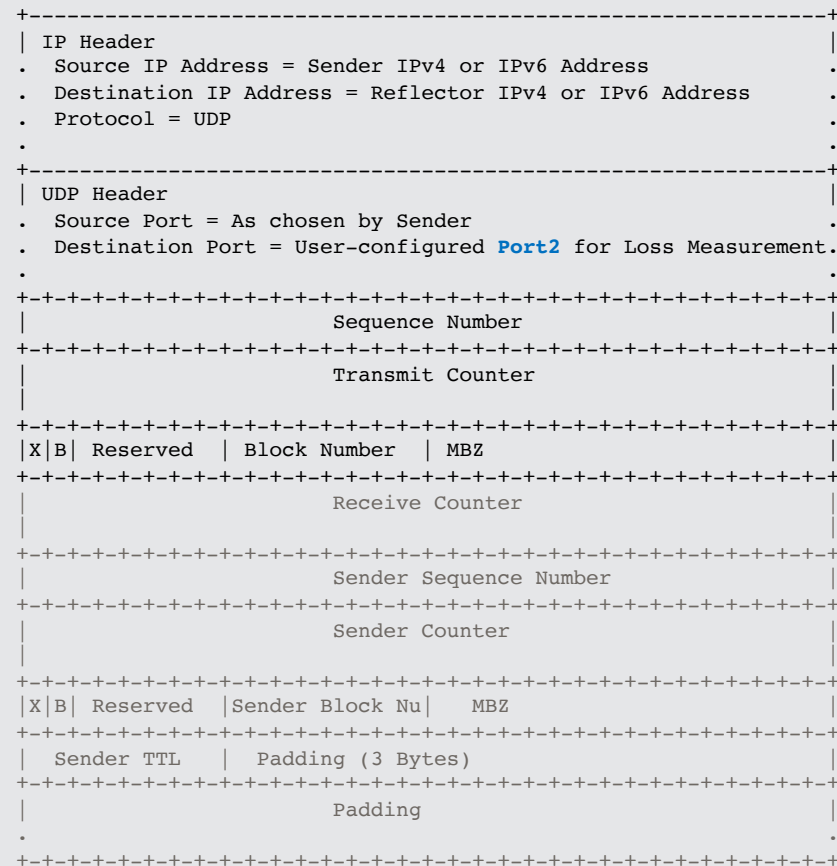 +---------------------------------------------------------------+
| IP Header |
. Source IP Address = Sender IPv4 or IPv6 Address .
. Destination IP Address = Reflector IPv4 or IPv6 Address .
. Protocol = UDP .
. .
+---------------------------------------------------------------+
| UDP Header |
. Source Port = As chosen by Sender .
. Destination Port = User-configured Port2 for Loss Measurement.
. .
+-+-+-+-+-+-+-+-+-+-+-+-+-+-+-+-+-+-+-+-+-+-+-+-+-+-+-+-+-+-+-+-+
| Sequence Number |
+-+-+-+-+-+-+-+-+-+-+-+-+-+-+-+-+-+-+-+-+-+-+-+-+-+-+-+-+-+-+-+-+
| Transmit Counter |
| |
+-+-+-+-+-+-+-+-+-+-+-+-+-+-+-+-+-+-+-+-+-+-+-+-+-+-+-+-+-+-+-+-+
|X|B| Reserved | Block Number | MBZ |
+-+-+-+-+-+-+-+-+-+-+-+-+-+-+-+-+-+-+-+-+-+-+-+-+-+-+-+-+-+-+-+-+
| Receive Counter |
| |
+-+-+-+-+-+-+-+-+-+-+-+-+-+-+-+-+-+-+-+-+-+-+-+-+-+-+-+-+-+-+-+-+
| Sender Sequence Number |
+-+-+-+-+-+-+-+-+-+-+-+-+-+-+-+-+-+-+-+-+-+-+-+-+-+-+-+-+-+-+-+-+
| Sender Counter |
| |
+-+-+-+-+-+-+-+-+-+-+-+-+-+-+-+-+-+-+-+-+-+-+-+-+-+-+-+-+-+-+-+-+
|X|B| Reserved |Sender Block Nu| MBZ |
+-+-+-+-+-+-+-+-+-+-+-+-+-+-+-+-+-+-+-+-+-+-+-+-+-+-+-+-+-+-+-+-+
| Sender TTL | Padding (3 Bytes) |
+-+-+-+-+-+-+-+-+-+-+-+-+-+-+-+-+-+-+-+-+-+-+-+-+-+-+-+-+-+-+-+-+
| Padding |
. .
+-+-+-+-+-+-+-+-+-+-+-+-+-+-+-+-+-+-+-+-+-+-+-+-+-+-+-+-+-+-+-+-+